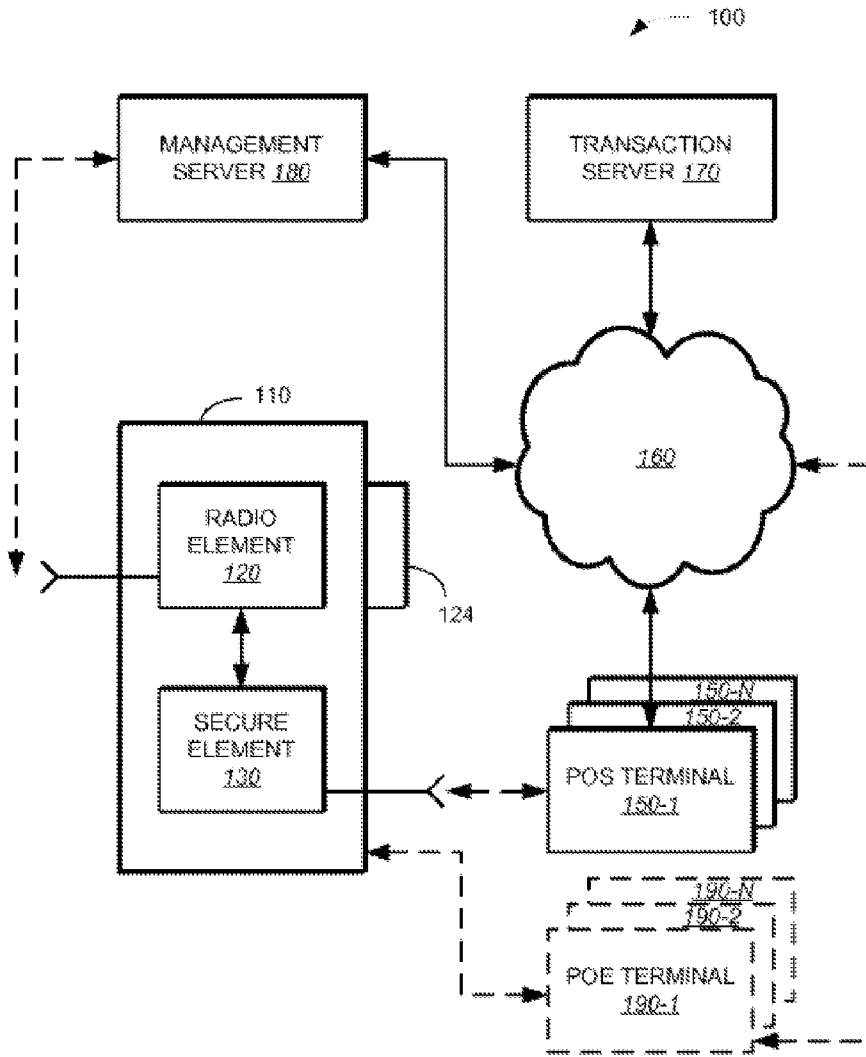 100
MANAGEMENT
SERVER 180
TRANSACTION
SERVER 170
110
160
RADIO
ELEMENT
120
124
SECURE
ELEMENT
130
150-N
150-2
POS TERMINAL
150-1
190-N
190-2
POE TERMINAL
190-1